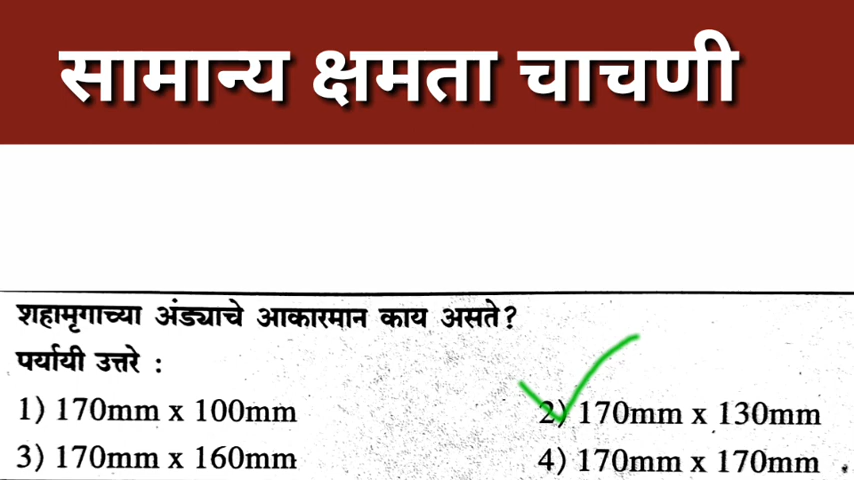 सामान्य क्षमता चाचणी
शहामृगाच्या अंड्याचे आकारमान काय असते?
पर्यायी उत्तरे :
1) 170mm x 100mm
2) 170mm x 130mm
3) 170mm x 160mm
4) 170mm x 170mm